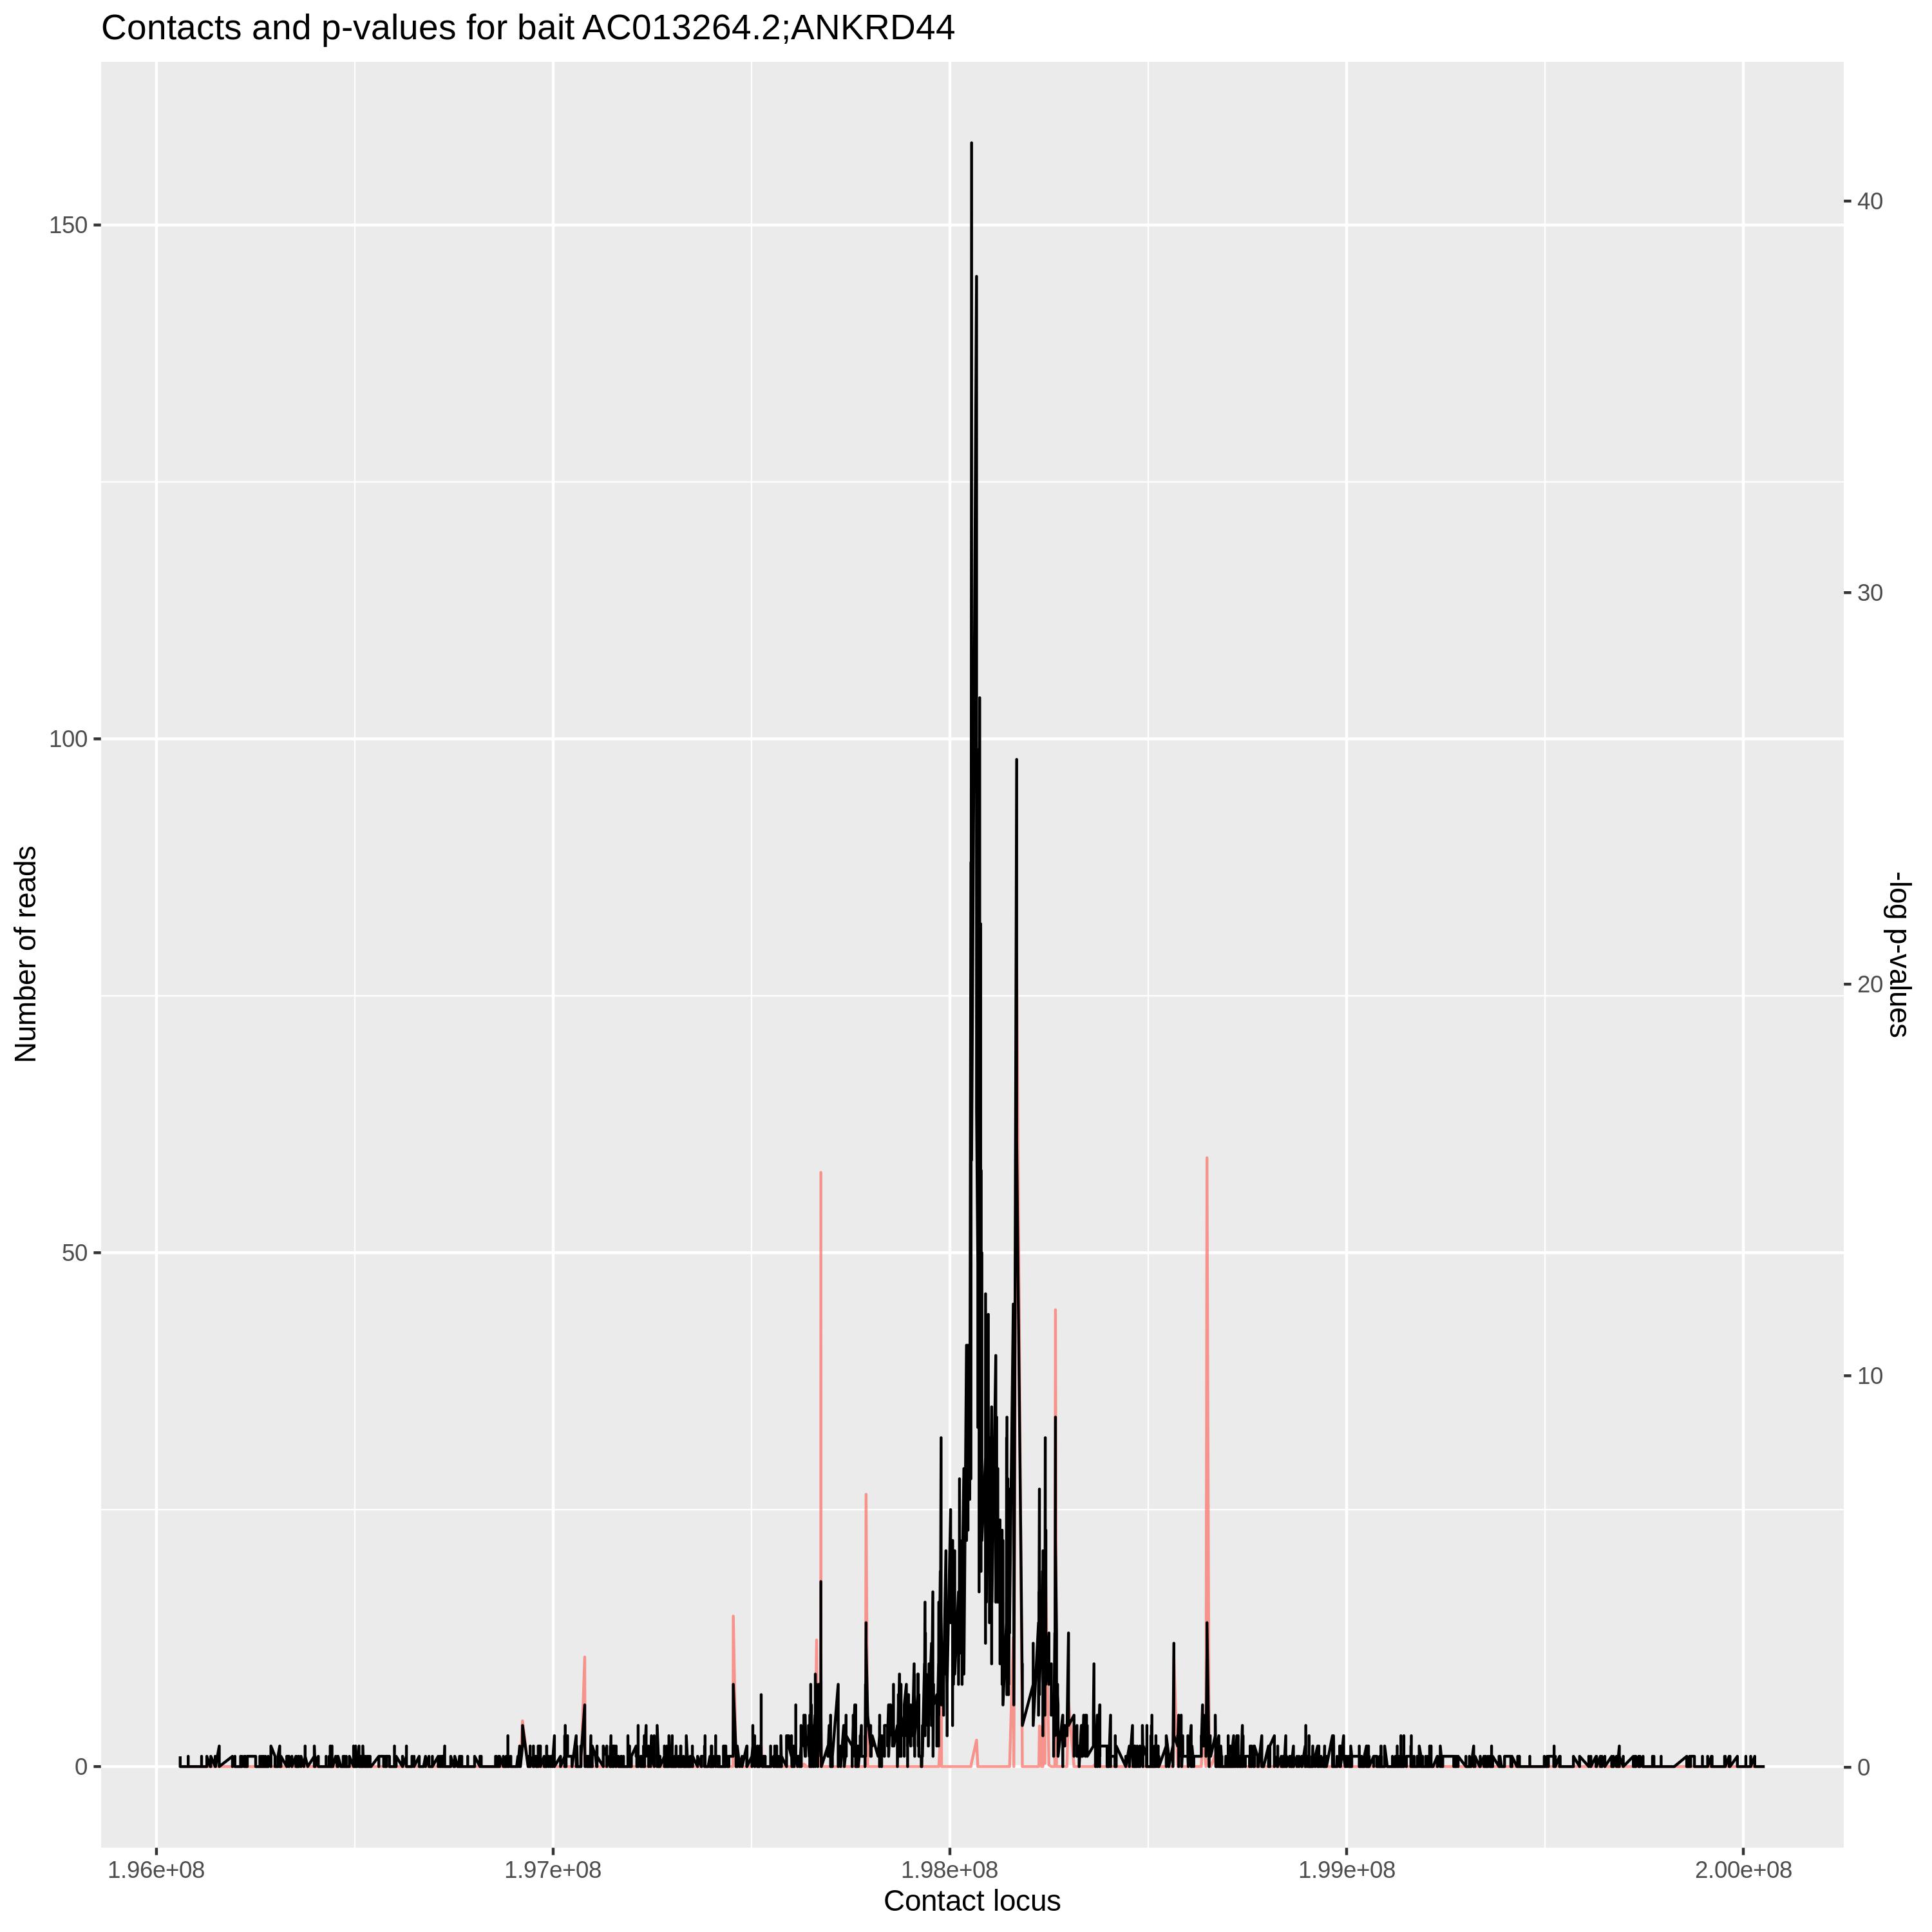 Contacts and p-values for bait AC013264.2;ANKRD44
150
100
50
0
Number of reads
40
30
20
10
0
-log p-values
1.96e+08
1.97e+08
1.98e+08
1.99e+08
2.00e+08
Contact locus